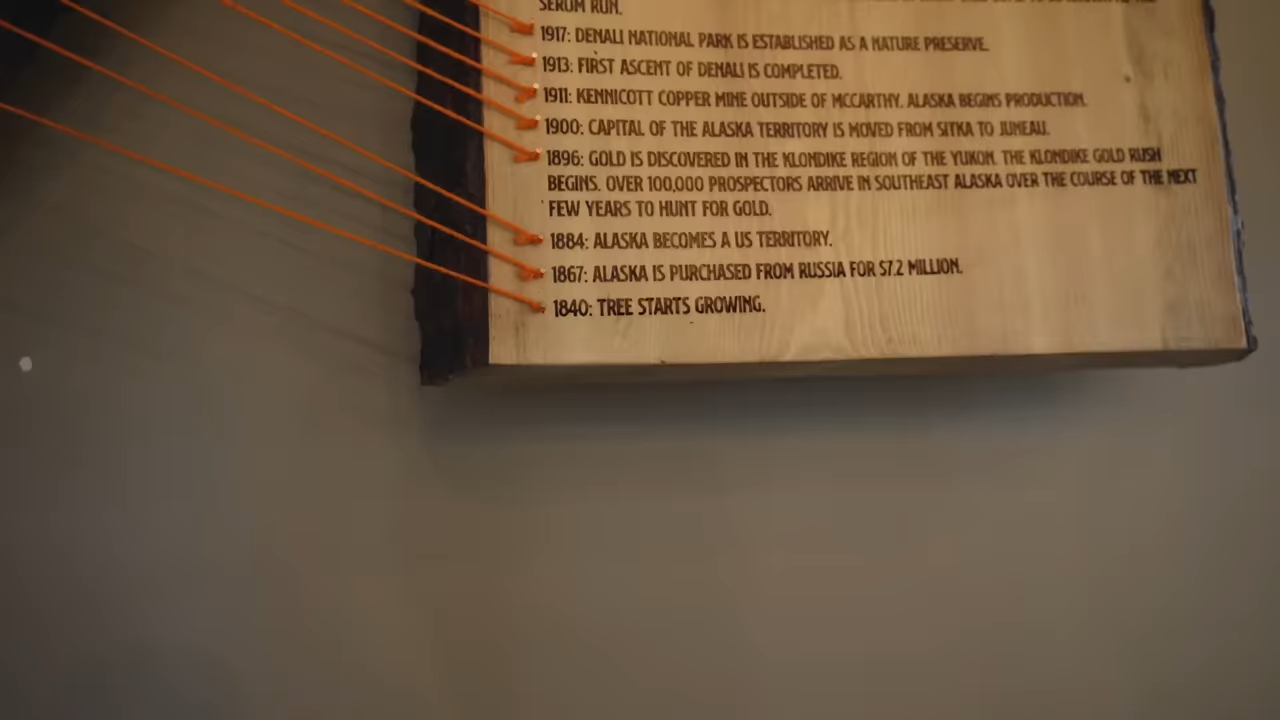 SERUM RUN.
1917: DENALI NATIONAL PARK IS ESTABLISHED AS A NATURE PRESERVE.
1913: FIRST ASCENT OF DENALI IS COMPLETED.
1911: KENNICOTT COPPER MINE OUTSIDE OF MCCARTHY, ALASKA BEGINS PRODUCTION.
1900: CAPITAL OF THE ALASKA TERRITORY IS MOVED FROM SITKA TO JUNEAU.
1896: GOLD IS DISCOVERED IN THE KLONDIKE REGION OF THE YUKON. THE KLONDIKE GOLD RUSH
BEGINS. OVER 100,000 PROSPECTORS ARRIVE IN SOUTHEAST ALASKA OVER THE COURSE OF THE NEXT
FEW YEARS TO HUNT FOR GOLD.
1884: ALASKA BECOMES A US TERRITORY.
1867: ALASKA IS PURCHASED FROM RUSSIA FOR $7.2 MILLION.
1840: TREE STARTS GROWING.